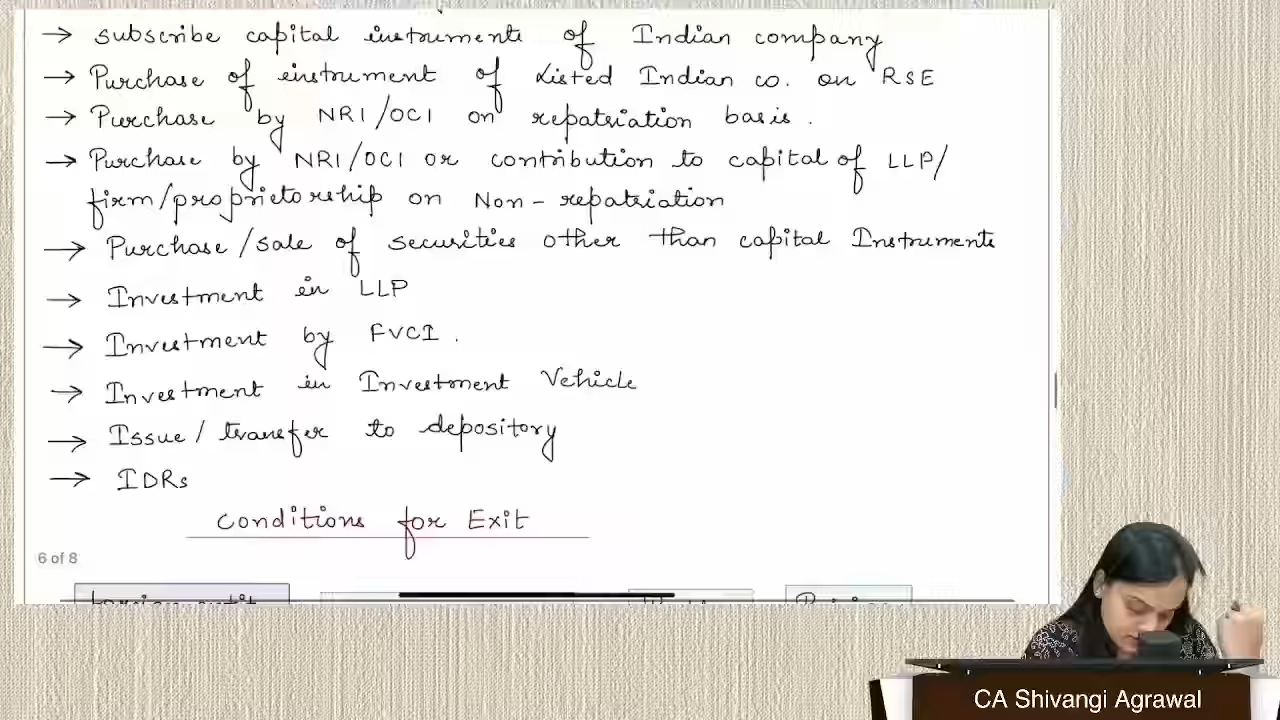 → subscribe capital instruments of Indian company
→ Purchase of instrument of Listed Indian co. on RSE
→ Purchase by NRI/OCI on repatriation basis.
→ Purchase by NRI/OCI or contribution to capital of LLP/
firm/proprietorship on Non-repatriation
→ Purchase/sale of securities other than capital Instruments
→ Investment in LLP
→ Investment by FVCI.
→ Investment in Investment Vehicle
→ Issue/transfer to depository
→ IDRs
Conditions for Exit
6 of 8
CA Shivangi Agrawal